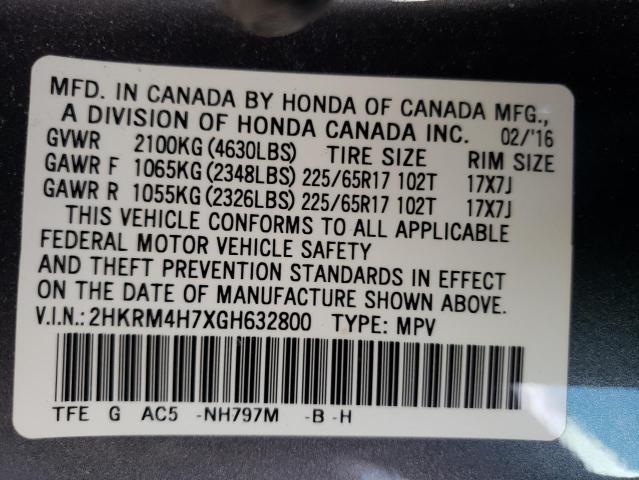 MFD. IN CANADA BY HONDA OF CANADA MFG.,
A DIVISION OF HONDA CANADA INC. 02/'16
GVWR 2100KG (4630LBS) TIRE SIZE RIM SIZE
GAWR F 1065KG (2348LBS) 225/65R17 102T 17X7J
GAWR R 1055KG (2326LBS) 225/65R17 102T 17X7J
THIS VEHICLE CONFORMS TO ALL APPLICABLE
FEDERAL MOTOR VEHICLE SAFETY
AND THEFT PREVENTION STANDARDS IN EFFECT
ON THE DATE OF MANUFACTURE SHOWN ABOVE.
V.I.N.: 2HKRM4H7XGH632800 TYPE: MPV
TFE G AC5 -NH797M -B -H